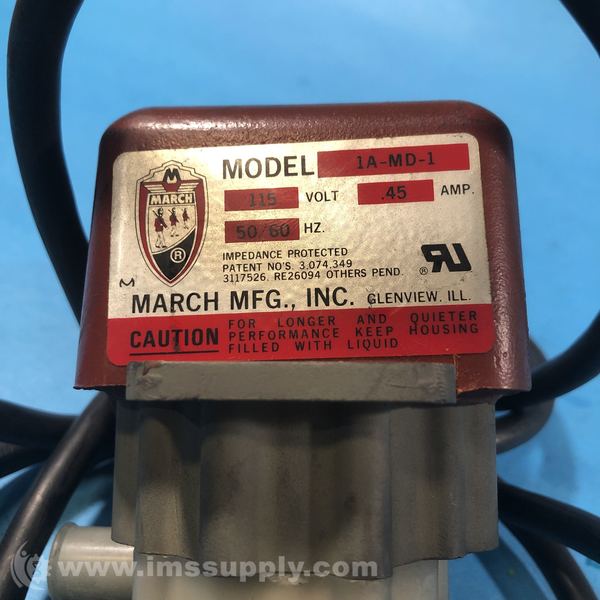 MODEL 1A-MD-1
115 VOLT .45 AMP.
50/60 HZ.
M
MARCH
®
IMPEDANCE PROTECTED
PATENT NO'S. 3,074,349
3117526. RE26094 OTHERS PEND.
®
M
MARCH MFG., INC. GLENVIEW, ILL.
CAUTION FOR LONGER AND QUIETER
PERFORMANCE KEEP HOUSING
FILLED WITH LIQUID
www.imssupply.com